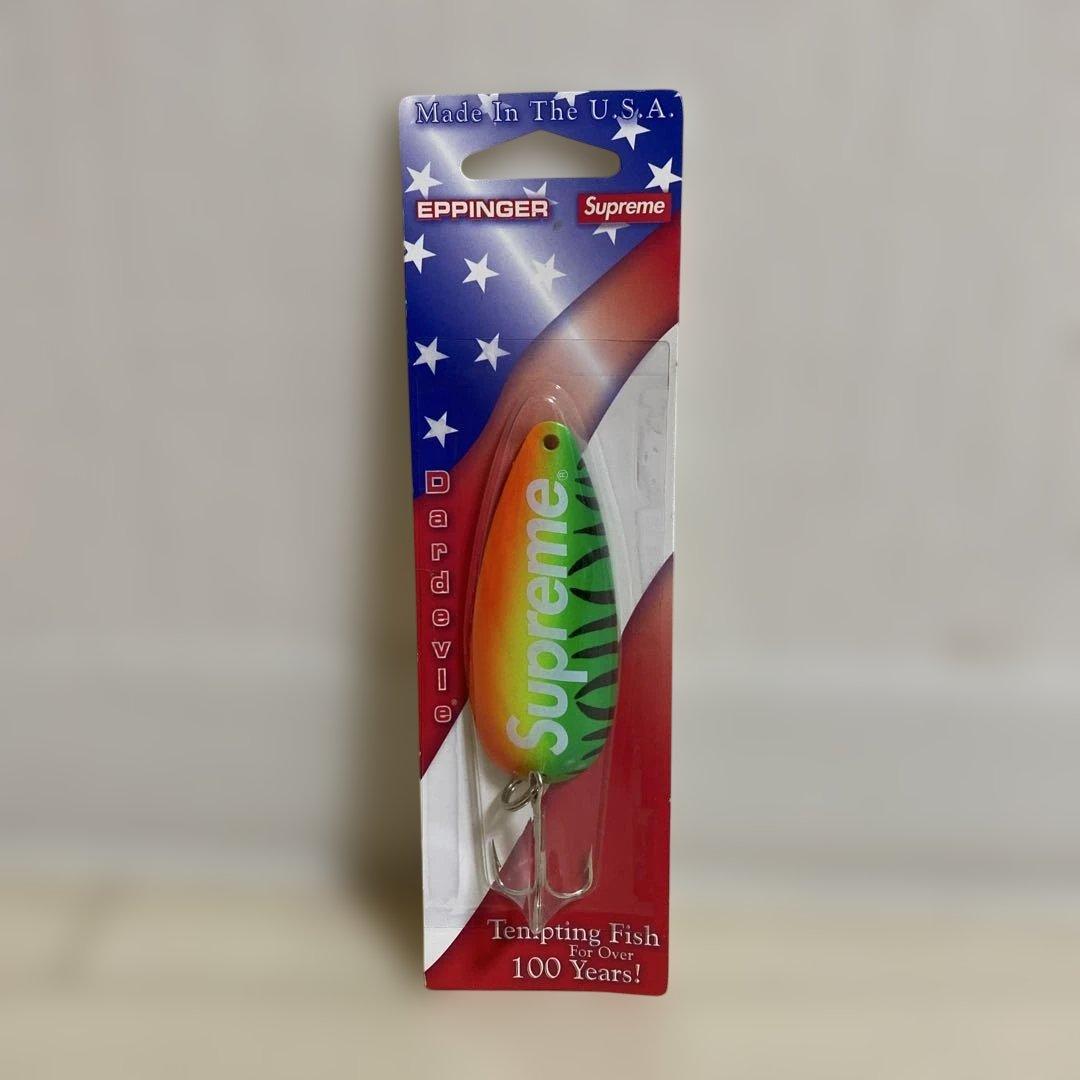 Made In The U.S.A.
EPPINGER
Supreme
Dardevle®
Supreme®
Tempting Fish
For Over
100 Years!